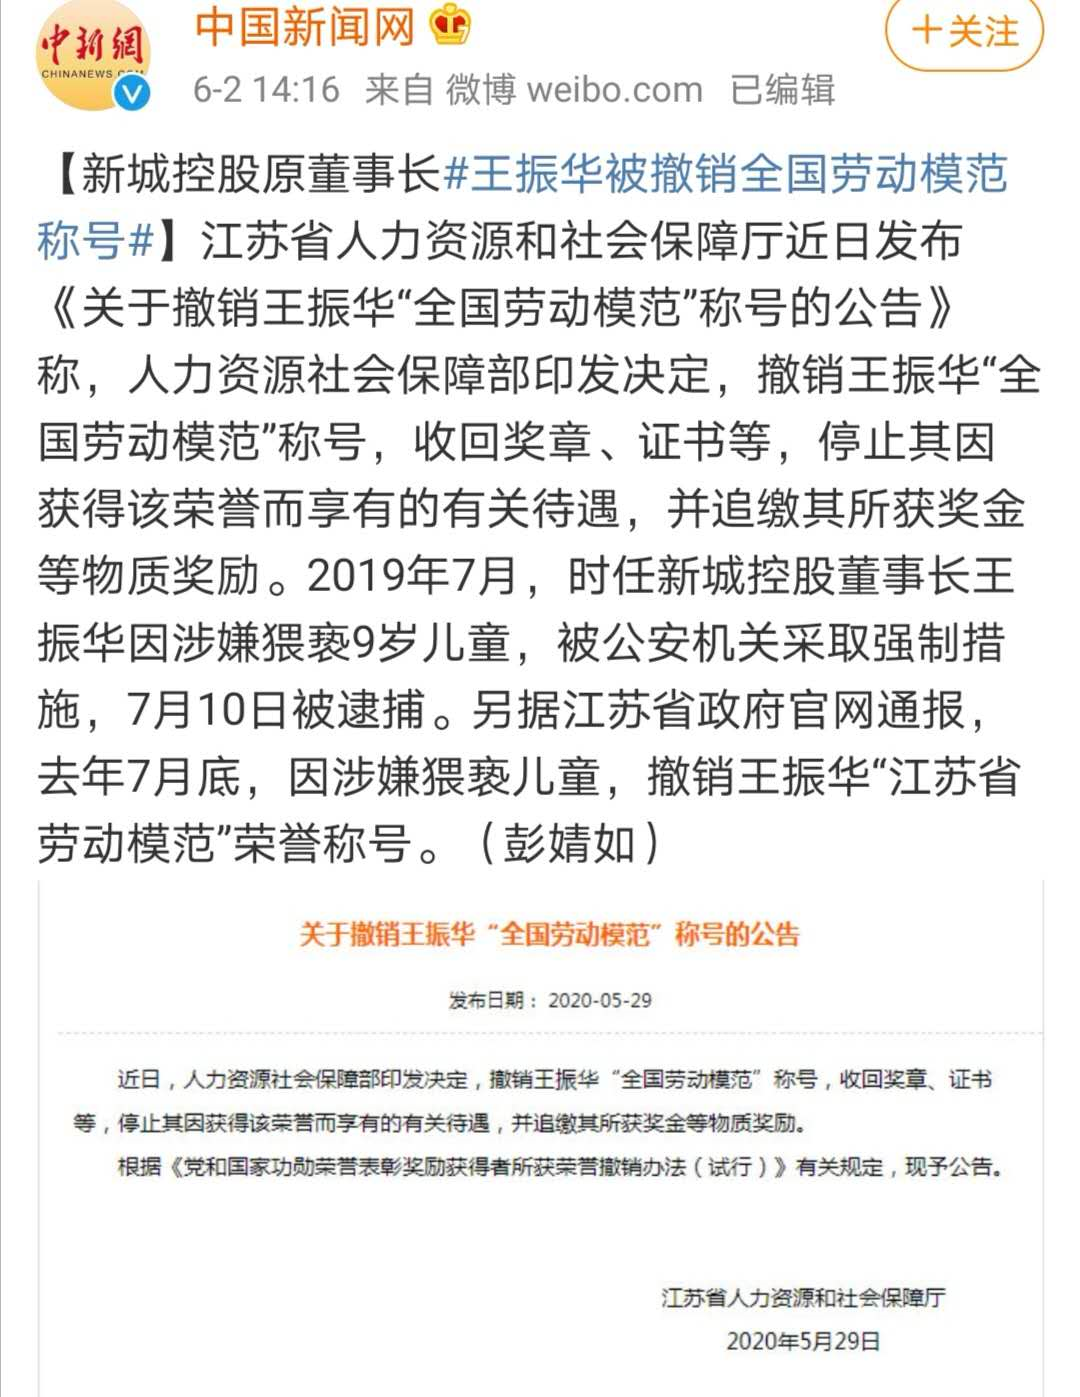 中新網
CHINANEWS.COM
中国新闻网
+关注
6-2 14:16 来自 微博 weibo.com 已编辑
【新城控股原董事长#王振华被撤销全国劳动模范
称号#】江苏省人力资源和社会保障厅近日发布
《关于撤销王振华“全国劳动模范”称号的公告》
称，人力资源社会保障部印发决定，撤销王振华“全
国劳动模范”称号，收回奖章、证书等，停止其因
获得该荣誉而享有的有关待遇，并追缴其所获奖金
等物质奖励。2019年7月，时任新城控股董事长王
振华因涉嫌猥亵9岁儿童，被公安机关采取强制措
施，7月10日被逮捕。另据江苏省政府官网通报，
去年7月底，因涉嫌猥亵儿童，撤销王振华“江苏省
劳动模范”荣誉称号。（彭婧如）
关于撤销王振华“全国劳动模范”称号的公告
发布日期： 2020-05-29
近日，人力资源社会保障部印发决定，撤销王振华“全国劳动模范”称号，收回奖章、证书
等，停止其因获得该荣誉而享有的有关待遇，并追缴其所获奖金等物质奖励。
根据《党和国家功勋荣誉表彰奖励获得者所获荣誉撤销办法（试行）》有关规定，现予公告。
江苏省人力资源和社会保障厅
2020年5月29日